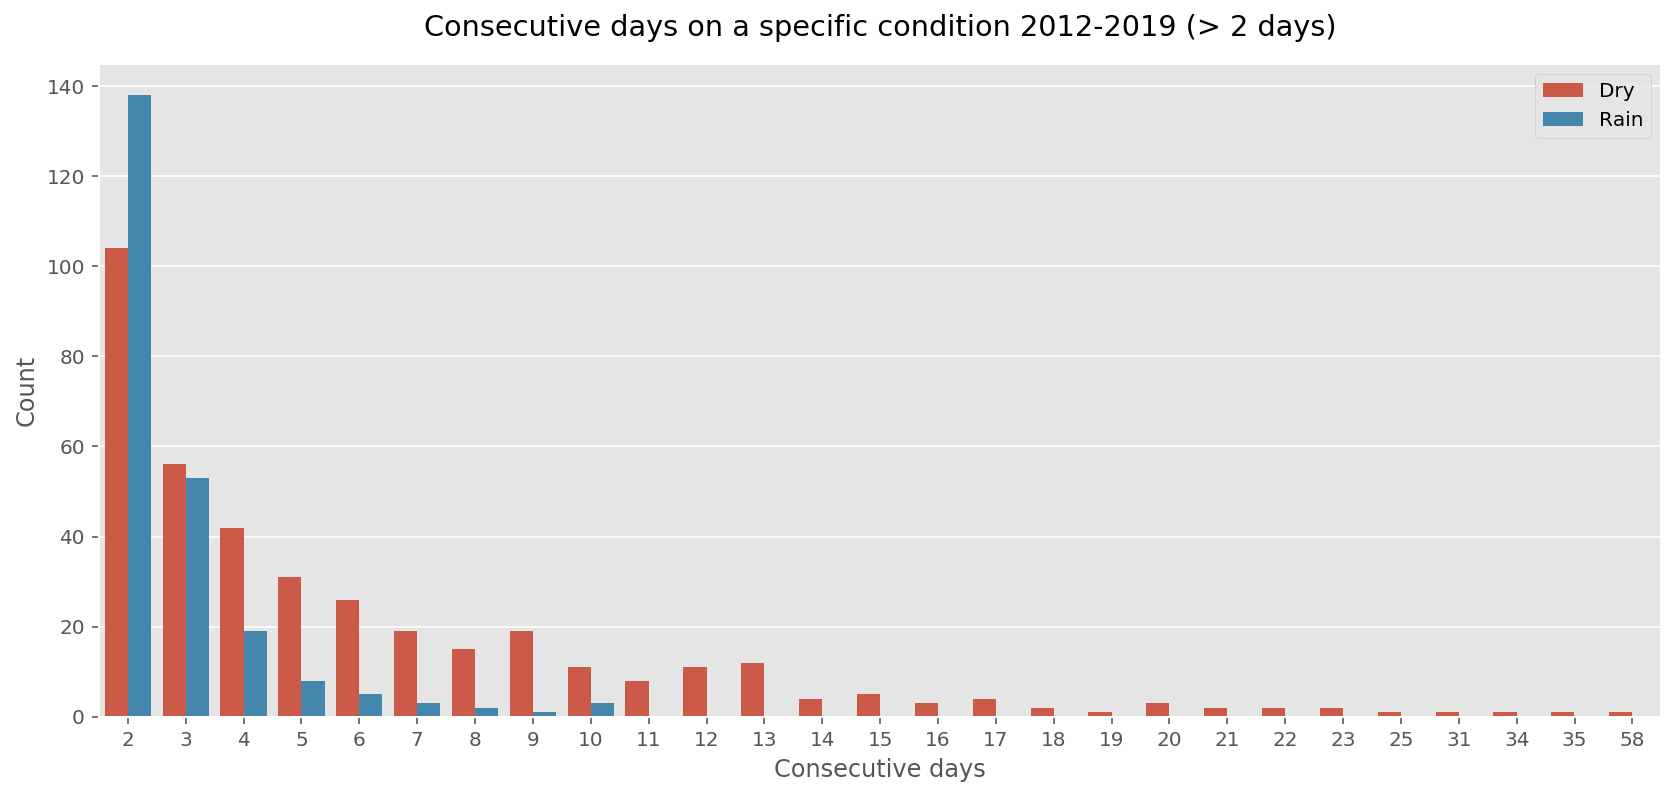 Consecutive days on a specific condition 2012-2019 (> 2 days)
Dry
Rain
140
120
100
80
60
40
20
0
Count
2 3 4 5 6 7 8 9 10 11 12 13 14 15 16 17 18 19 20 21 22 23 25 31 34 35 58
Consecutive days